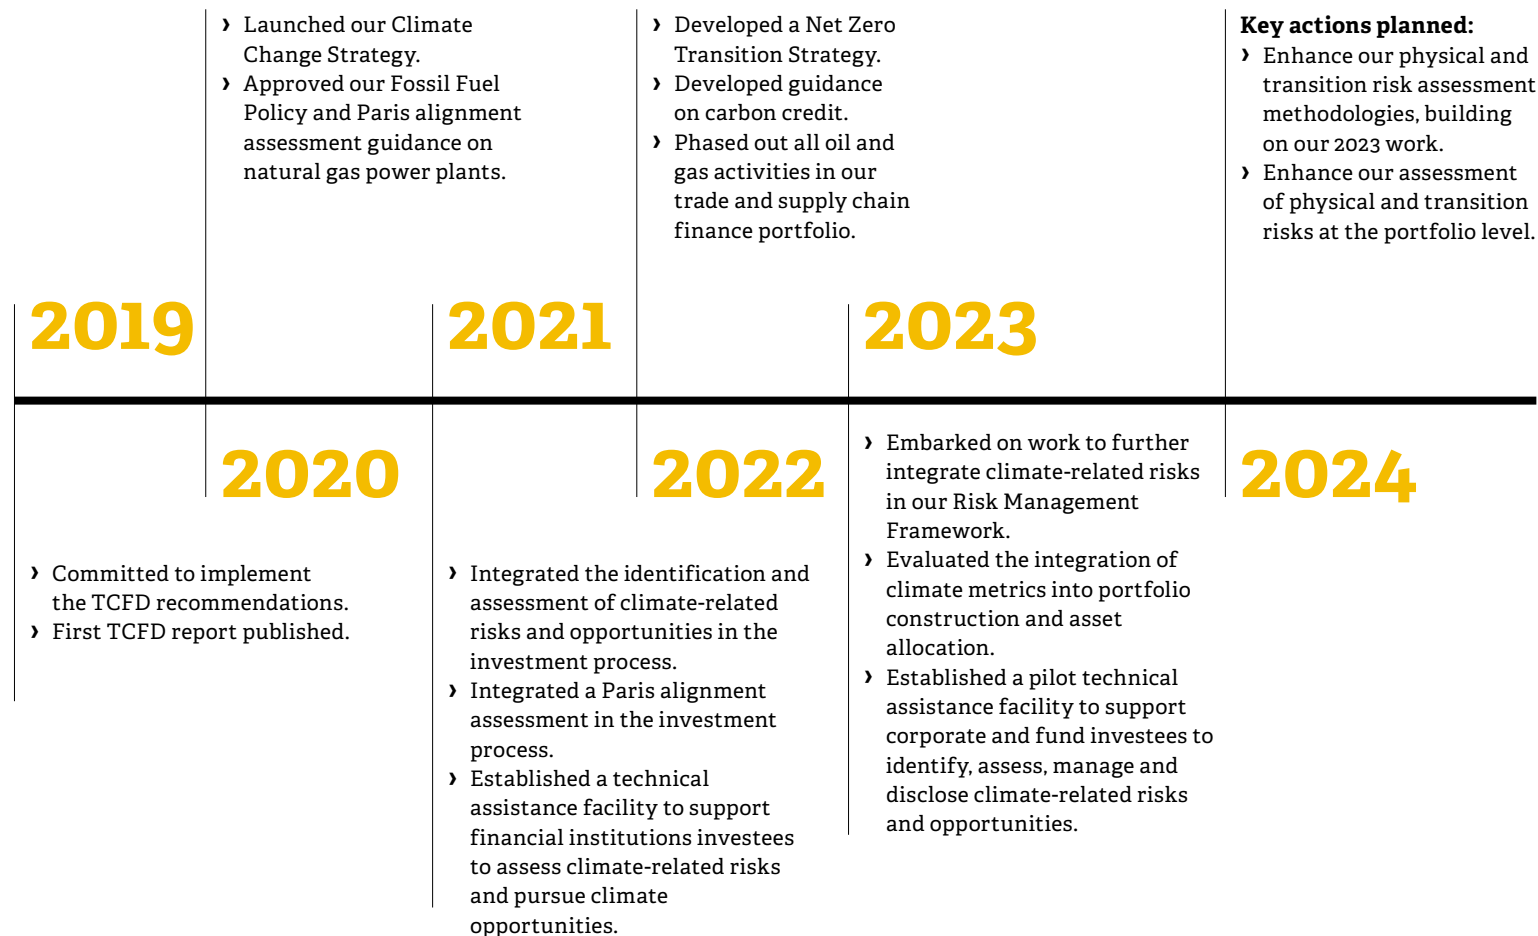 2019
› Committed to implement
the TCFD recommendations.
› First TCFD report published.
› Launched our Climate
Change Strategy.
› Approved our Fossil Fuel
Policy and Paris alignment
assessment guidance on
natural gas power plants.
2020
2021
› Integrated the identification and
assessment of climate-related
risks and opportunities in the
investment process.
› Integrated a Paris alignment
assessment in the investment
process.
› Established a technical
assistance facility to support
financial institutions investees
to assess climate-related risks
and pursue climate
opportunities.
› Developed a Net Zero
Transition Strategy.
› Developed guidance
on carbon credit.
› Phased out all oil and
gas activities in our
trade and supply chain
finance portfolio.
2022
2023
› Embarked on work to further
integrate climate-related risks
in our Risk Management
Framework.
› Evaluated the integration of
climate metrics into portfolio
construction and asset
allocation.
› Established a pilot technical
assistance facility to support
corporate and fund investees to
identify, assess, manage and
disclose climate-related risks
and opportunities.
Key actions planned:
› Enhance our physical and
transition risk assessment
methodologies, building
on our 2023 work.
› Enhance our assessment
of physical and transition
risks at the portfolio level.
2024